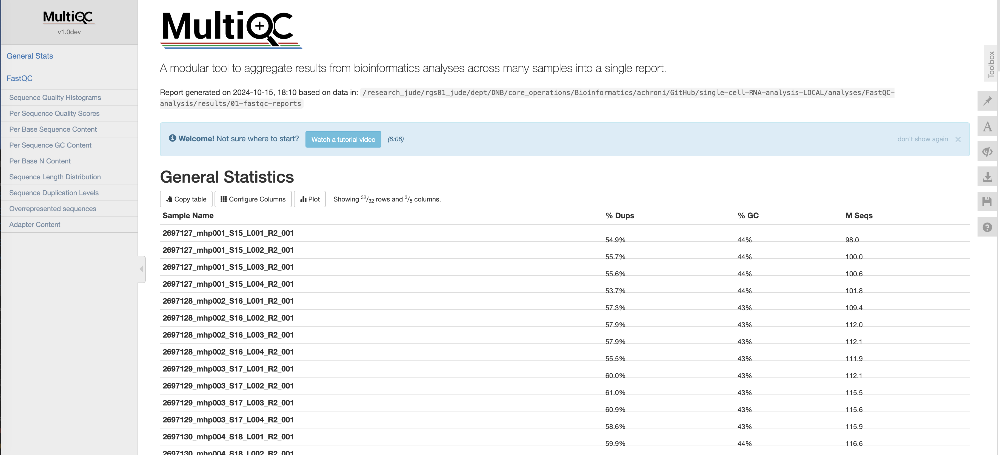 MultiQC
v1.0dev
General Stats
FastQC
Sequence Quality Histograms
Per Sequence Quality Scores
Per Base Sequence Content
Per Sequence GC Content
Per Base N Content
Sequence Length Distribution
Sequence Duplication Levels
Overrepresented sequences
Adapter Content
MultiQC
A modular tool to aggregate results from bioinformatics analyses across many samples into a single report.
Report generated on 2024-10-15, 18:10 based on data in: /research_jude/rgs01_jude/dept/DNB/core_operations/Bioinformatics/achroni/GitHub/single-cell-RNA-analysis-LOCAL/analyses/FastQC-
analysis/results/01-fastqc-reports
Welcome! Not sure where to start? Watch a tutorial video (6:06) don't show again ×
General Statistics
Copy table Configure Columns Plot Showing 32/32 rows and 3/5 columns.
Sample Name % Dups % GC M Seqs
2697127_mhp001_S15_L001_R2_001 54.9% 44% 98.0
2697127_mhp001_S15_L002_R2_001 55.7% 44% 100.0
2697127_mhp001_S15_L003_R2_001 55.6% 44% 100.6
2697127_mhp001_S15_L004_R2_001 53.7% 44% 101.8
2697128_mhp002_S16_L001_R2_001 57.3% 43% 109.4
2697128_mhp002_S16_L002_R2_001 57.9% 43% 112.0
2697128_mhp002_S16_L003_R2_001 57.9% 43% 112.1
2697128_mhp002_S16_L004_R2_001 55.5% 43% 111.9
2697129_mhp003_S17_L001_R2_001 60.0% 43% 112.1
2697129_mhp003_S17_L002_R2_001 61.0% 43% 115.5
2697129_mhp003_S17_L003_R2_001 60.9% 43% 115.6
2697129_mhp003_S17_L004_R2_001 58.6% 43% 115.9
2697130_mhp004_S18_L001_R2_001 59.9% 44% 116.6
2697130_mhp004_S18_L002_R2_001
Toolbox
A
?